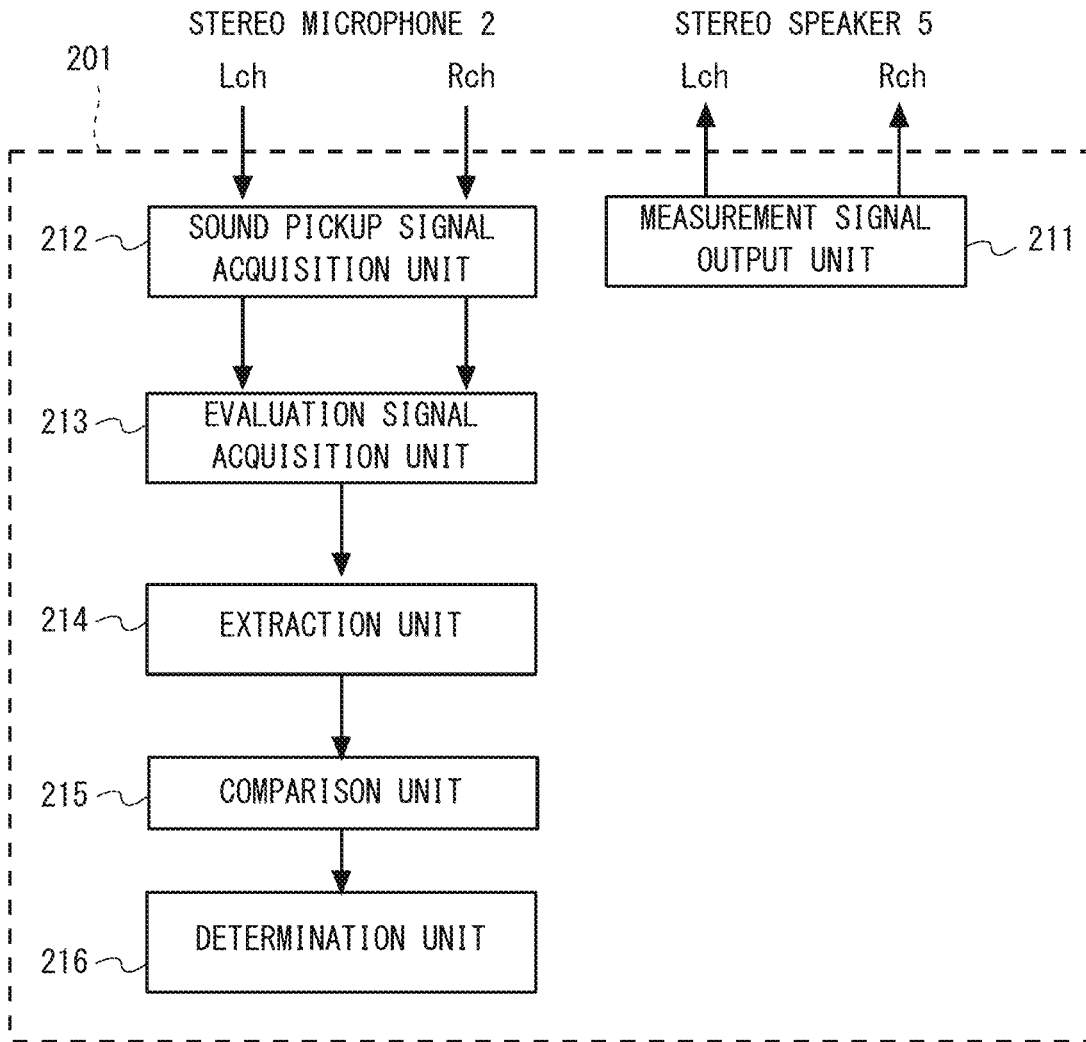 STEREO MICROPHONE 2
STEREO SPEAKER 5
201
Lch
Rch
Lch
Rch
212
SOUND PICKUP SIGNAL
ACQUISITION UNIT
MEASUREMENT SIGNAL
OUTPUT UNIT
211
213
EVALUATION SIGNAL
ACQUISITION UNIT
214
EXTRACTION UNIT
215
COMPARISON UNIT
216
DETERMINATION UNIT